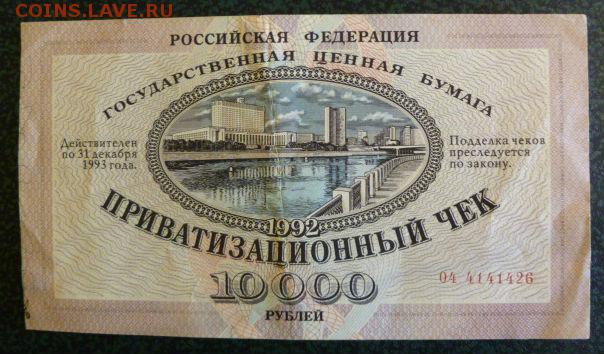 COINS.LAVE.RU
РОССИЙСКАЯ ФЕДЕРАЦИЯ
ГОСУДАРСТВЕННАЯ ЦЕННАЯ БУМАГА
Действителен
по 31 декабря
1993 года.
Подделка чеков
преследуется
по закону.
1992
ПРИВАТИЗАЦИОННЫЙ ЧЕК
10000
РУБЛЕЙ
04 4141426